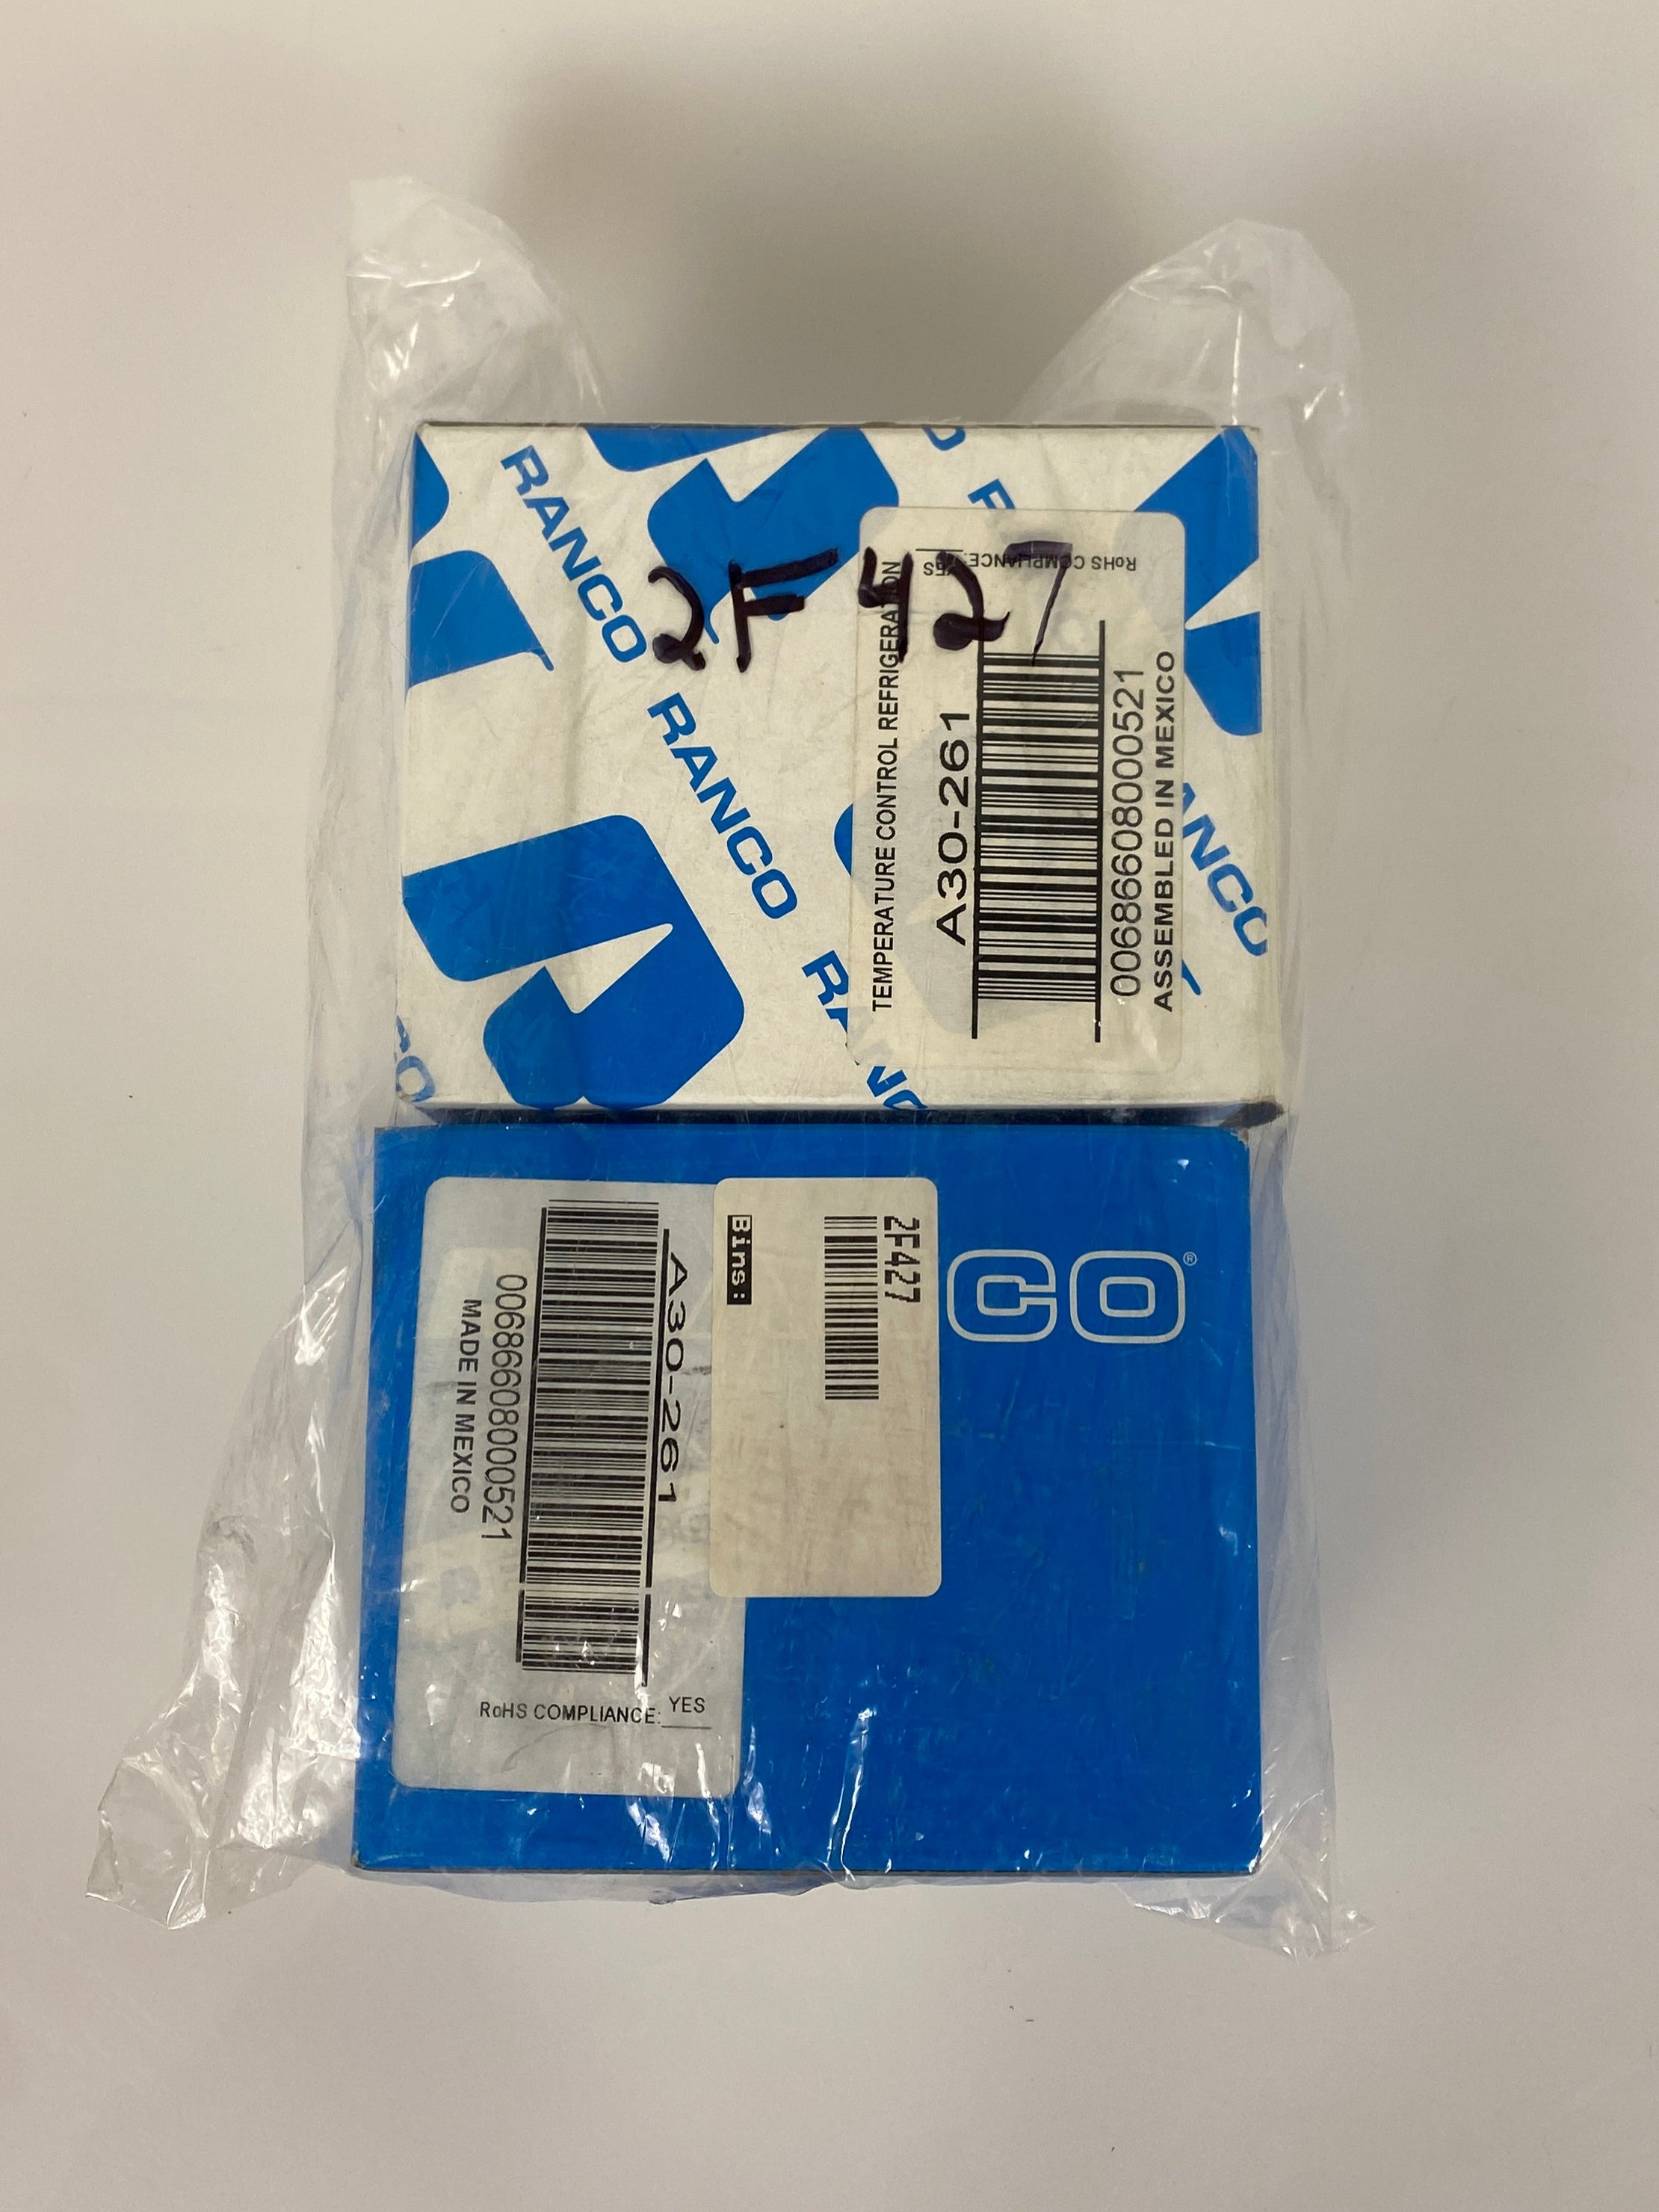 RANCO
RANCO
RANCO
2F427
TEMPERATURE CONTROL REFRIGERATION
A30-261
00686608000521
ASSEMBLED IN MEXICO
RoHS COMPLIANCE: YES
CO®
2F427
Bins:
A30-261
00686608000521
MADE IN MEXICO
RoHS COMPLIANCE: YES